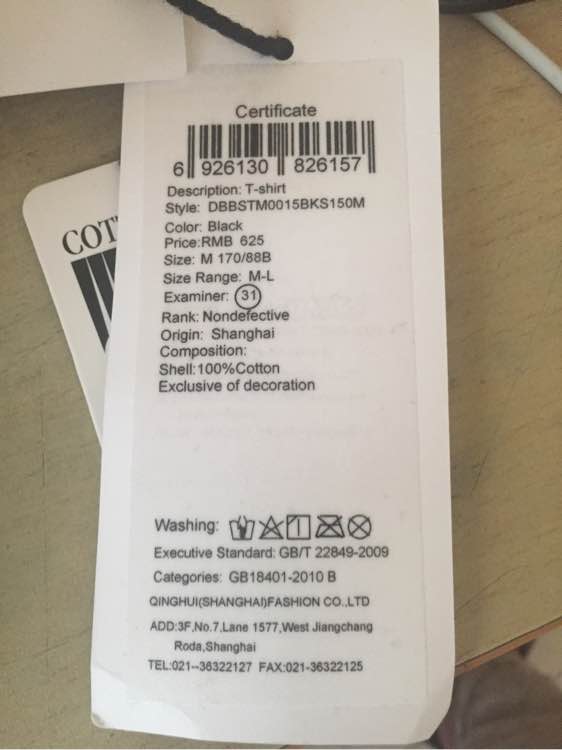 Certificate
6 926130 826157
Description: T-shirt
Style: DBBSTM0015BKS150M
Color: Black
Price:RMB 625
Size: M 170/88B
Size Range: M-L
Examiner: 31
Rank: Nondefective
Origin: Shanghai
Composition:
Shell:100%Cotton
Exclusive of decoration
COT
Washing:
Executive Standard: GB/T 22849-2009
Categories: GB18401-2010 B
QINGHUI(SHANGHAI)FASHION CO.,LTD
ADD:3F,No.7,Lane 1577,West Jiangchang
Roda,Shanghai
TEL:021--36322127 FAX:021-36322125